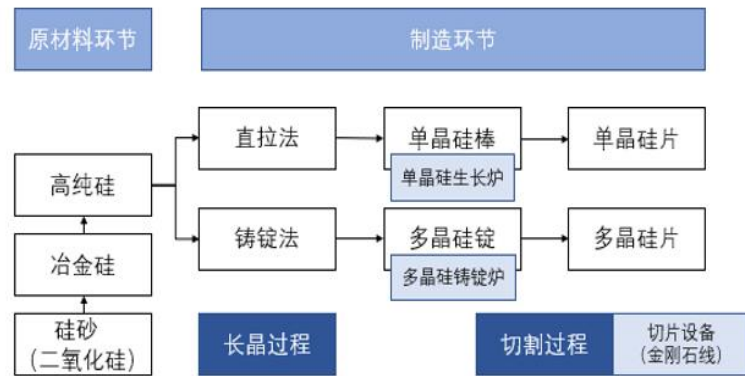 原材料环节
制造环节
直拉法
单晶硅棒
单晶硅片
单晶硅生长炉
高纯硅
铸锭法
多晶硅锭
多晶硅片
多晶硅铸锭炉
冶金硅
硅砂
（二氧化硅）
长晶过程
切割过程
切片设备
（金刚石线）